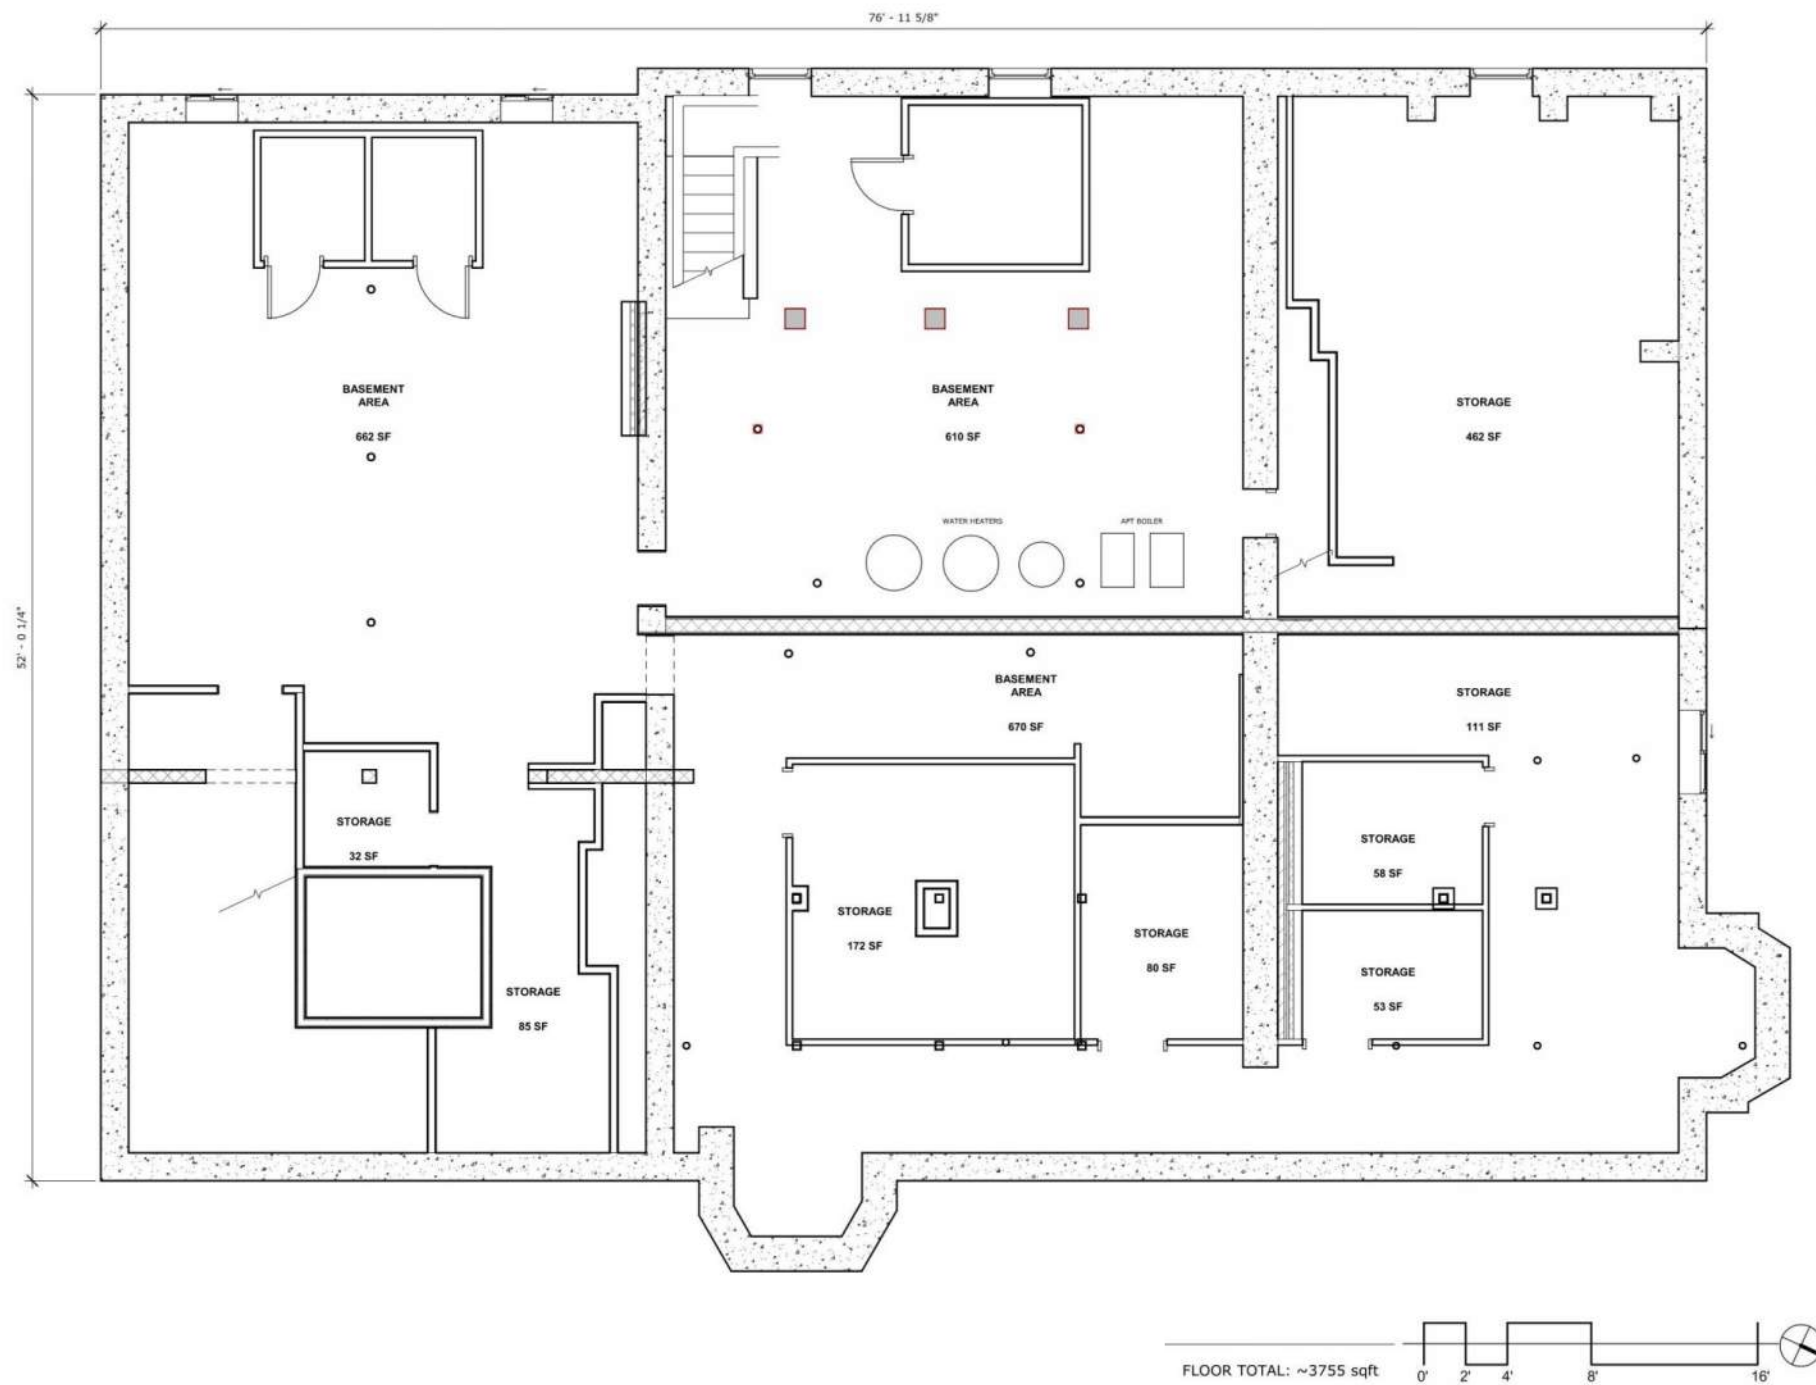 76' - 11 5/8"
52' - 0 1/4"
BASEMENT
AREA
662 SF
BASEMENT
AREA
610 SF
STORAGE
462 SF
WATER HEATERS
APT BOILER
BASEMENT
AREA
670 SF
STORAGE
111 SF
STORAGE
32 SF
STORAGE
58 SF
STORAGE
172 SF
STORAGE
80 SF
STORAGE
53 SF
STORAGE
85 SF
FLOOR TOTAL: ~3755 sqft
0' 2' 4' 8' 16'